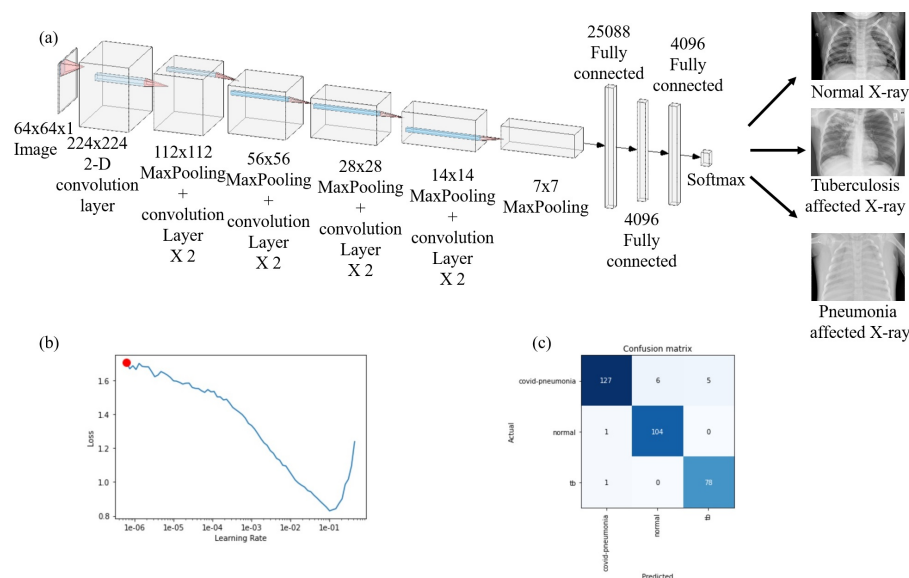 (a)
64x64x1
Image
224x224
2-D
convolution
layer
112x112
MaxPooling
+
convolution
Layer
X 2
56x56
MaxPooling
+
convolution
Layer
X 2
28x28
MaxPooling
+
convolution
Layer
X 2
14x14
MaxPooling
+
convolution
Layer
X 2
7x7
MaxPooling
25088
Fully
connected
4096
Fully
connected
4096
Fully
connected
Softmax
Normal X-ray
Tuberculosis
affected X-ray
Pneumonia
affected X-ray
(b)
1.6
1.4
1.2
1.0
0.8
Loss
1e-06 1e-05 1e-04 1e-03 1e-02 1e-01
Learning Rate
(c)
Confusion matrix
Actual
covid-pneumonia 127 6 5
normal 1 104 0
tb 1 0 78
covid-pneumonia normal tb
Predicted